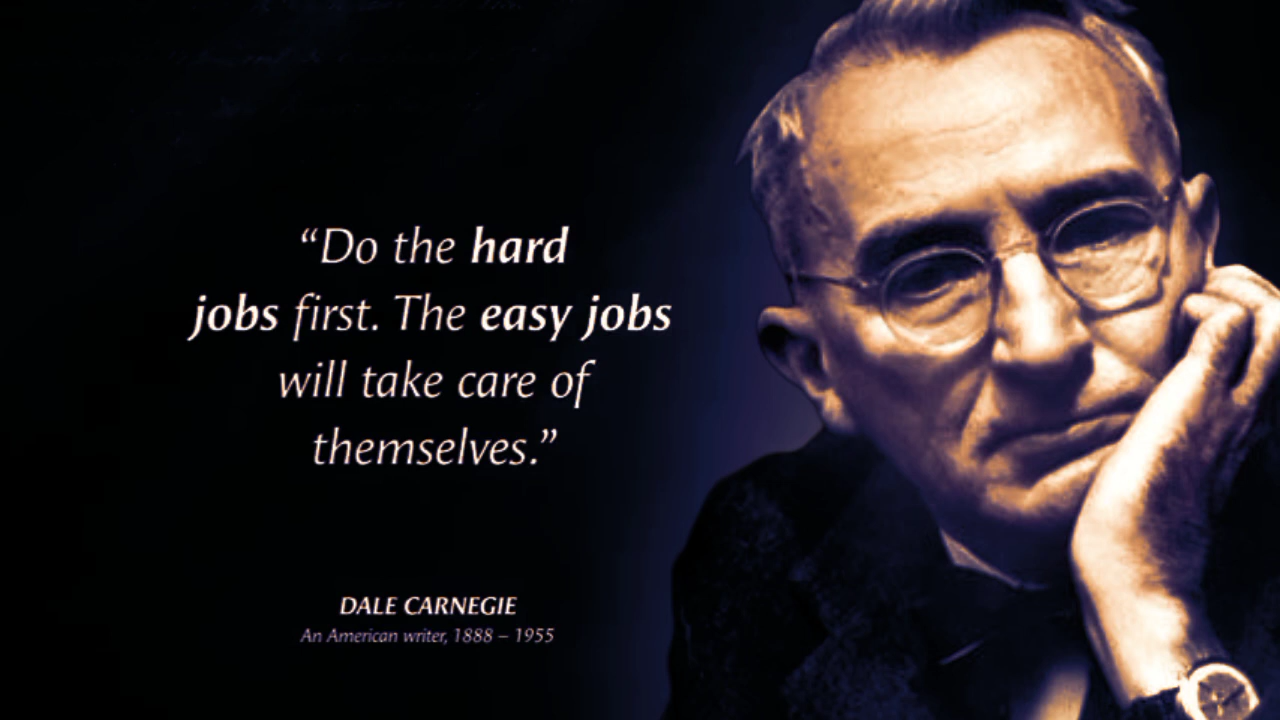 “Do the hard
jobs first. The easy jobs
will take care of
themselves.”
DALE CARNEGIE
An American writer, 1888 – 1955